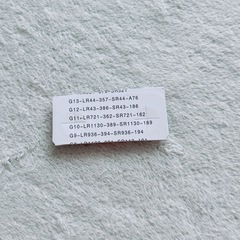 G13-LR44-357-SR44-A76
G12-LR43-386-SR43-186
G11-LR721-362-SR721-162
G10-LR1130-389-SR1130-189
G9-LR936-394-SR936-194